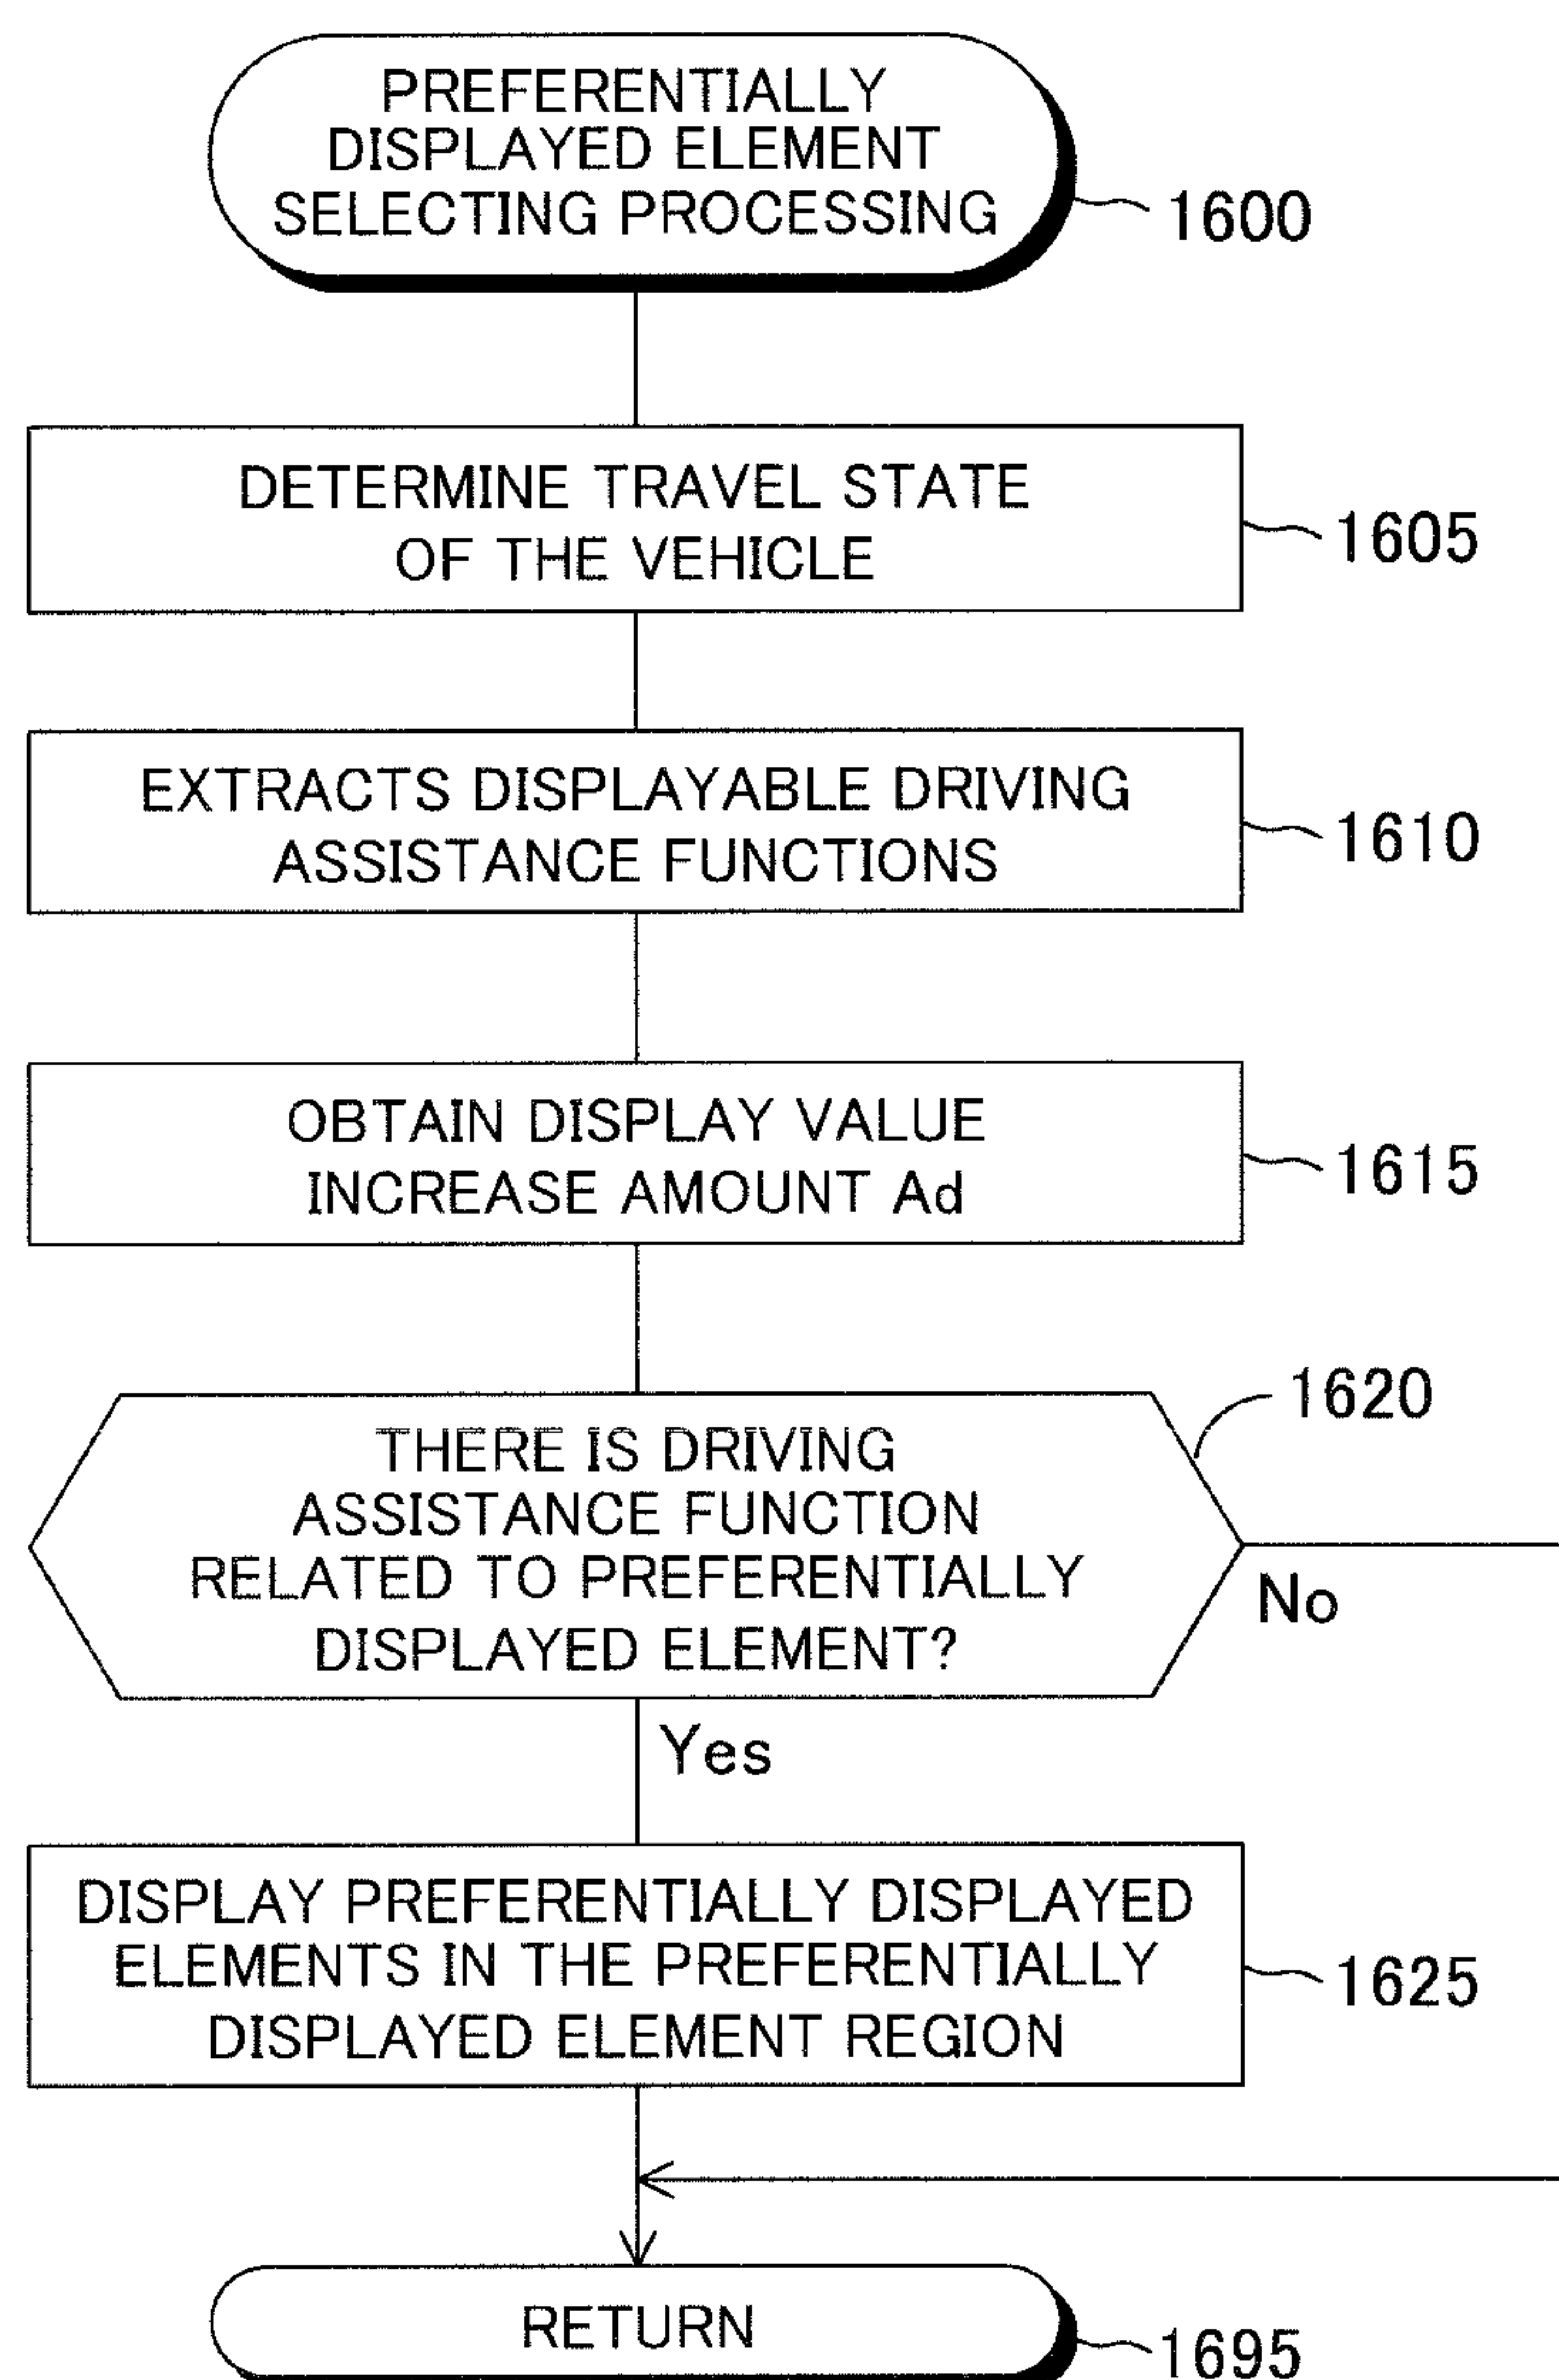 PREFERENTIALLY
DISPLAYED ELEMENT
SELECTING PROCESSING
1600
DETERMINE TRAVEL STATE
OF THE VEHICLE
1605
EXTRACTS DISPLAYABLE DRIVING
ASSISTANCE FUNCTIONS
1610
OBTAIN DISPLAY VALUE
INCREASE AMOUNT Ad
1615
1620
THERE IS DRIVING
ASSISTANCE FUNCTION
RELATED TO PREFERENTIALLY
DISPLAYED ELEMENT?
No
Yes
DISPLAY PREFERENTIALLY DISPLAYED
ELEMENTS IN THE PREFERENTIALLY
DISPLAYED ELEMENT REGION
1625
RETURN
1695